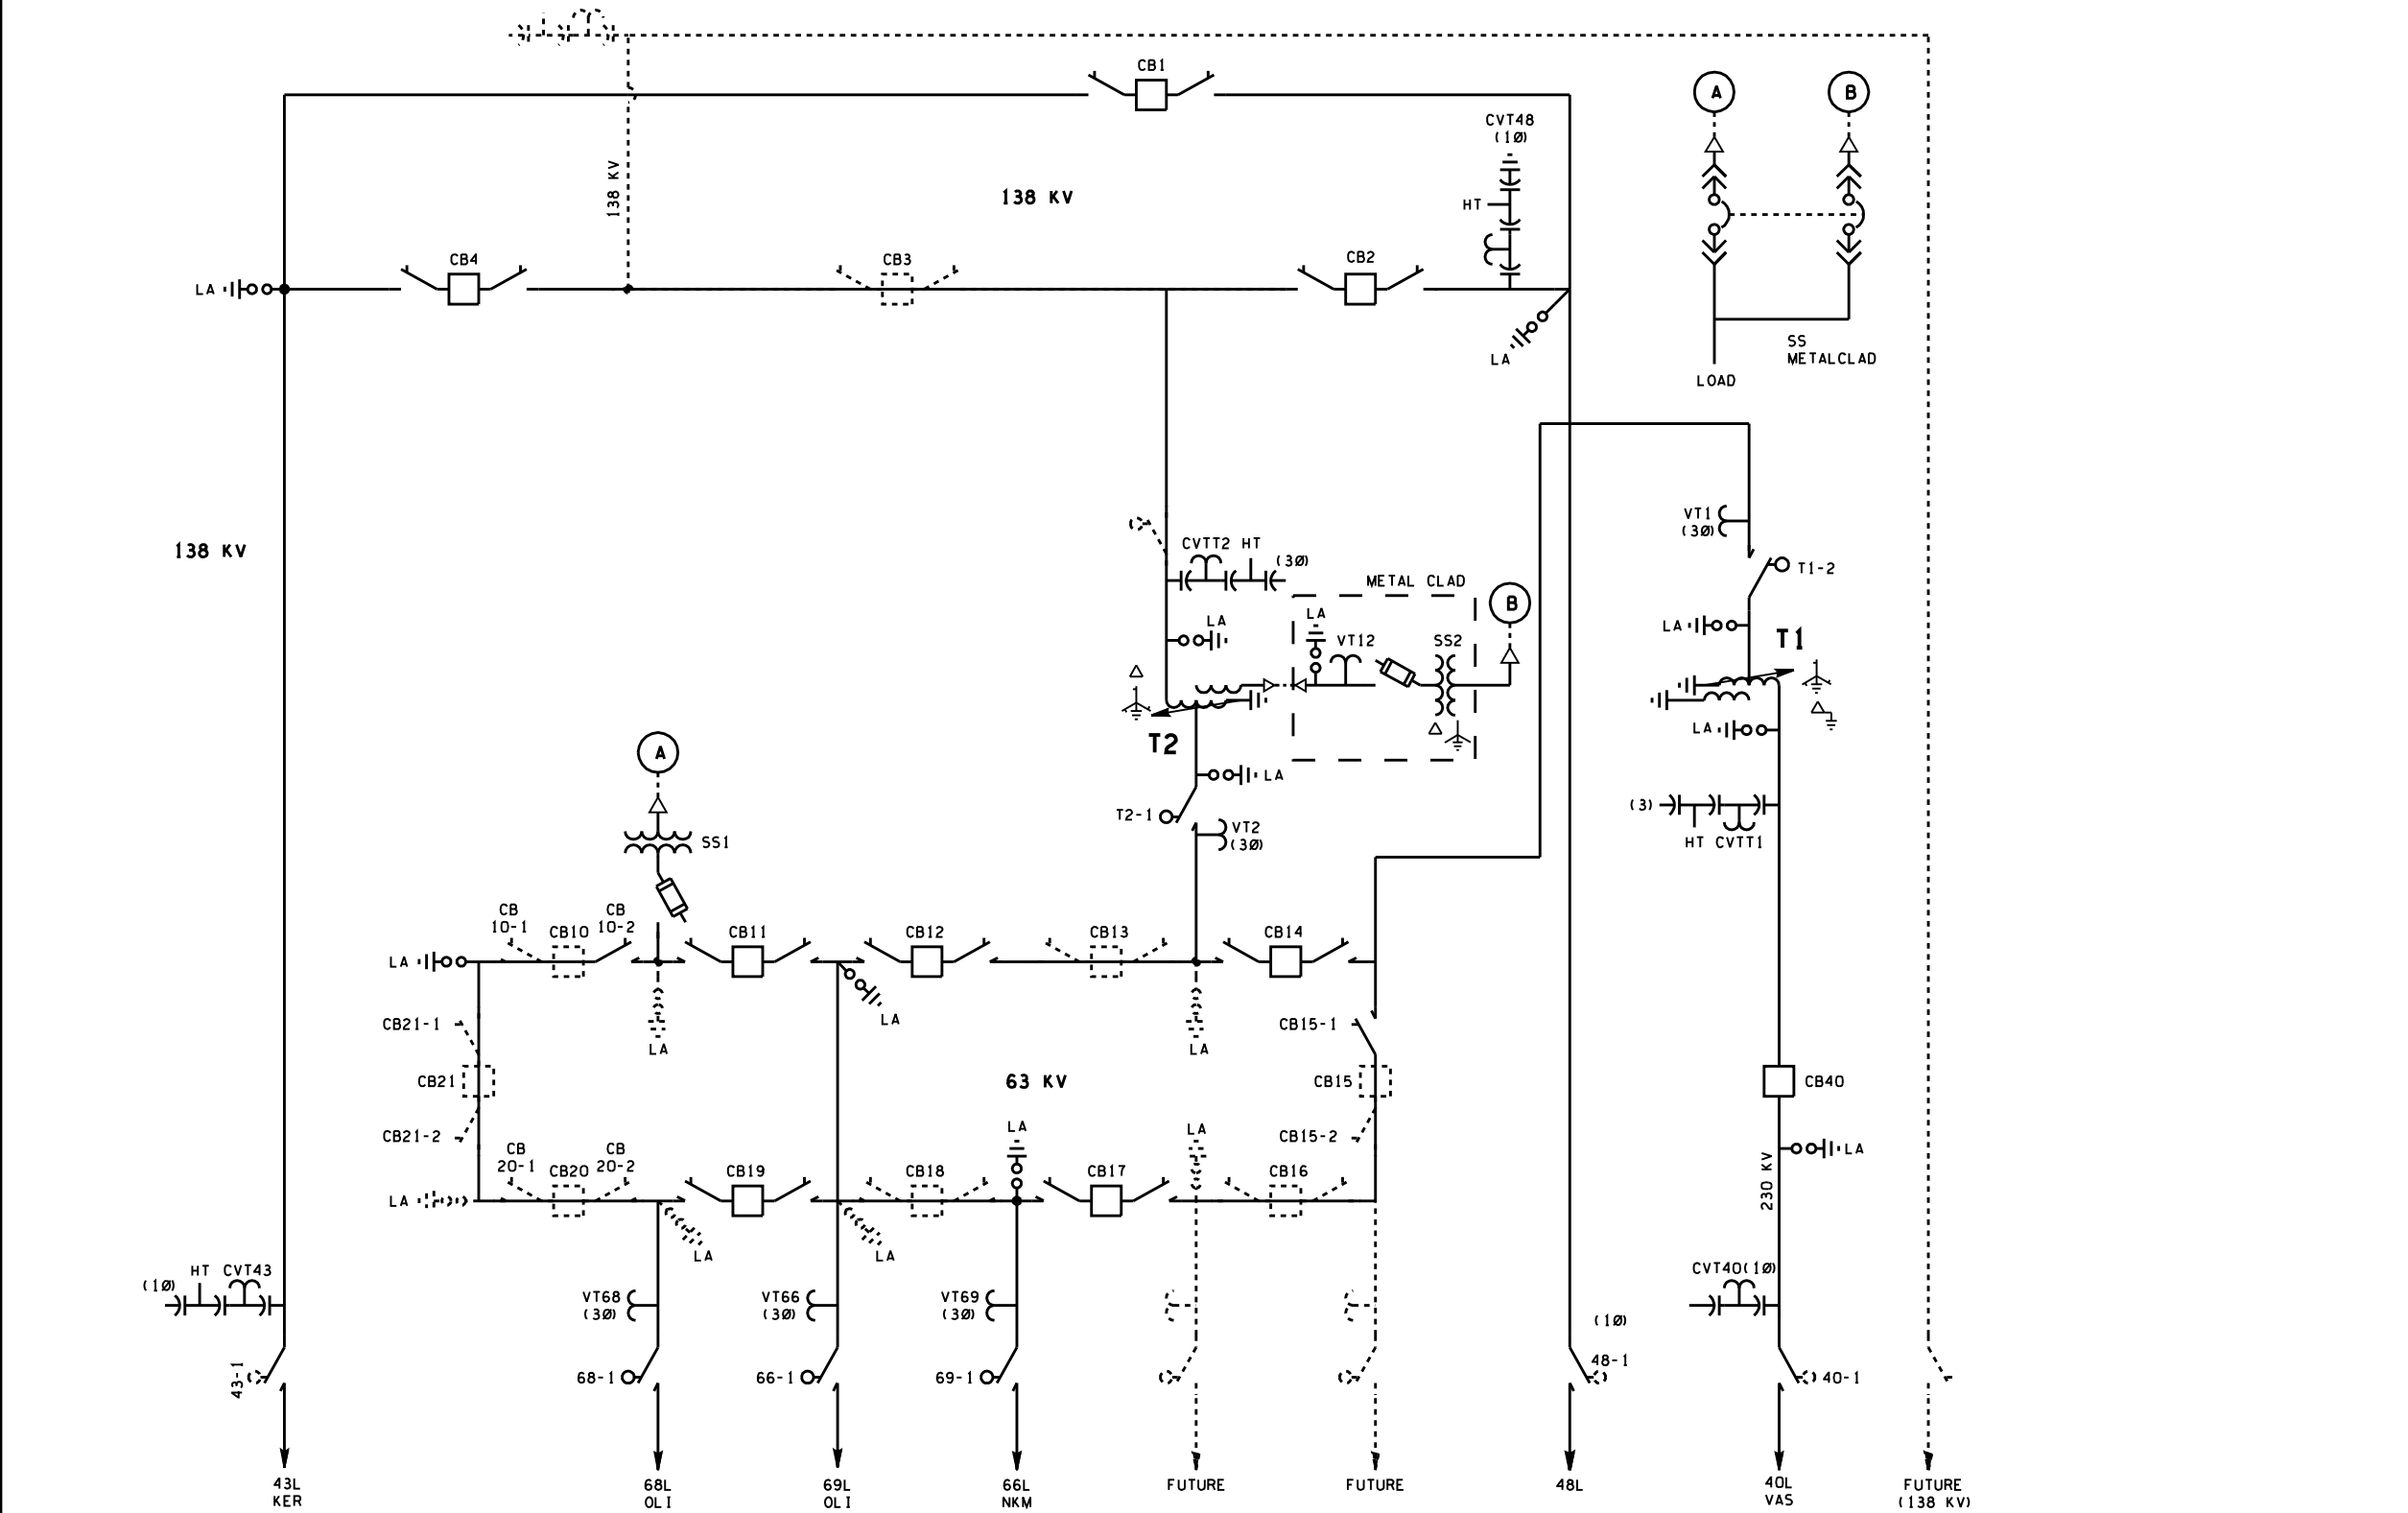 CB1
A
B
CVT48
(1Ø)
138 KV
138 KV
HT
CB4
CB3
CB2
LA
LA
SS
METALCLAD
LOAD
138 KV
VT1
(3Ø)
T1-2
CVTT2 HT
(3Ø)
METAL CLAD
B
LA
LA
VT12
SS2
LA
T1
T2
LA
LA
A
T2-1
VT2
(3Ø)
(3)
HT CVTT1
SS1
CB
10-1
CB
10-2
CB10
CB11
CB12
CB13
CB14
LA
LA
CB21-1
CB15-1
LA
LA
CB21
63 KV
CB15
CB40
CB21-2
LA
LA
CB15-2
LA
CB
20-1
CB
20-2
CB20
CB19
CB18
CB17
CB16
230 KV
LA
LA
LA
(1Ø)
HT CVT43
CVT40(1Ø)
VT68
(3Ø)
VT66
(3Ø)
VT69
(3Ø)
(1Ø)
43-1
68-1
66-1
69-1
48-1
40-1
43L
KER
68L
OLI
69L
OLI
66L
NKM
FUTURE
FUTURE
48L
40L
VAS
FUTURE
(138 KV)